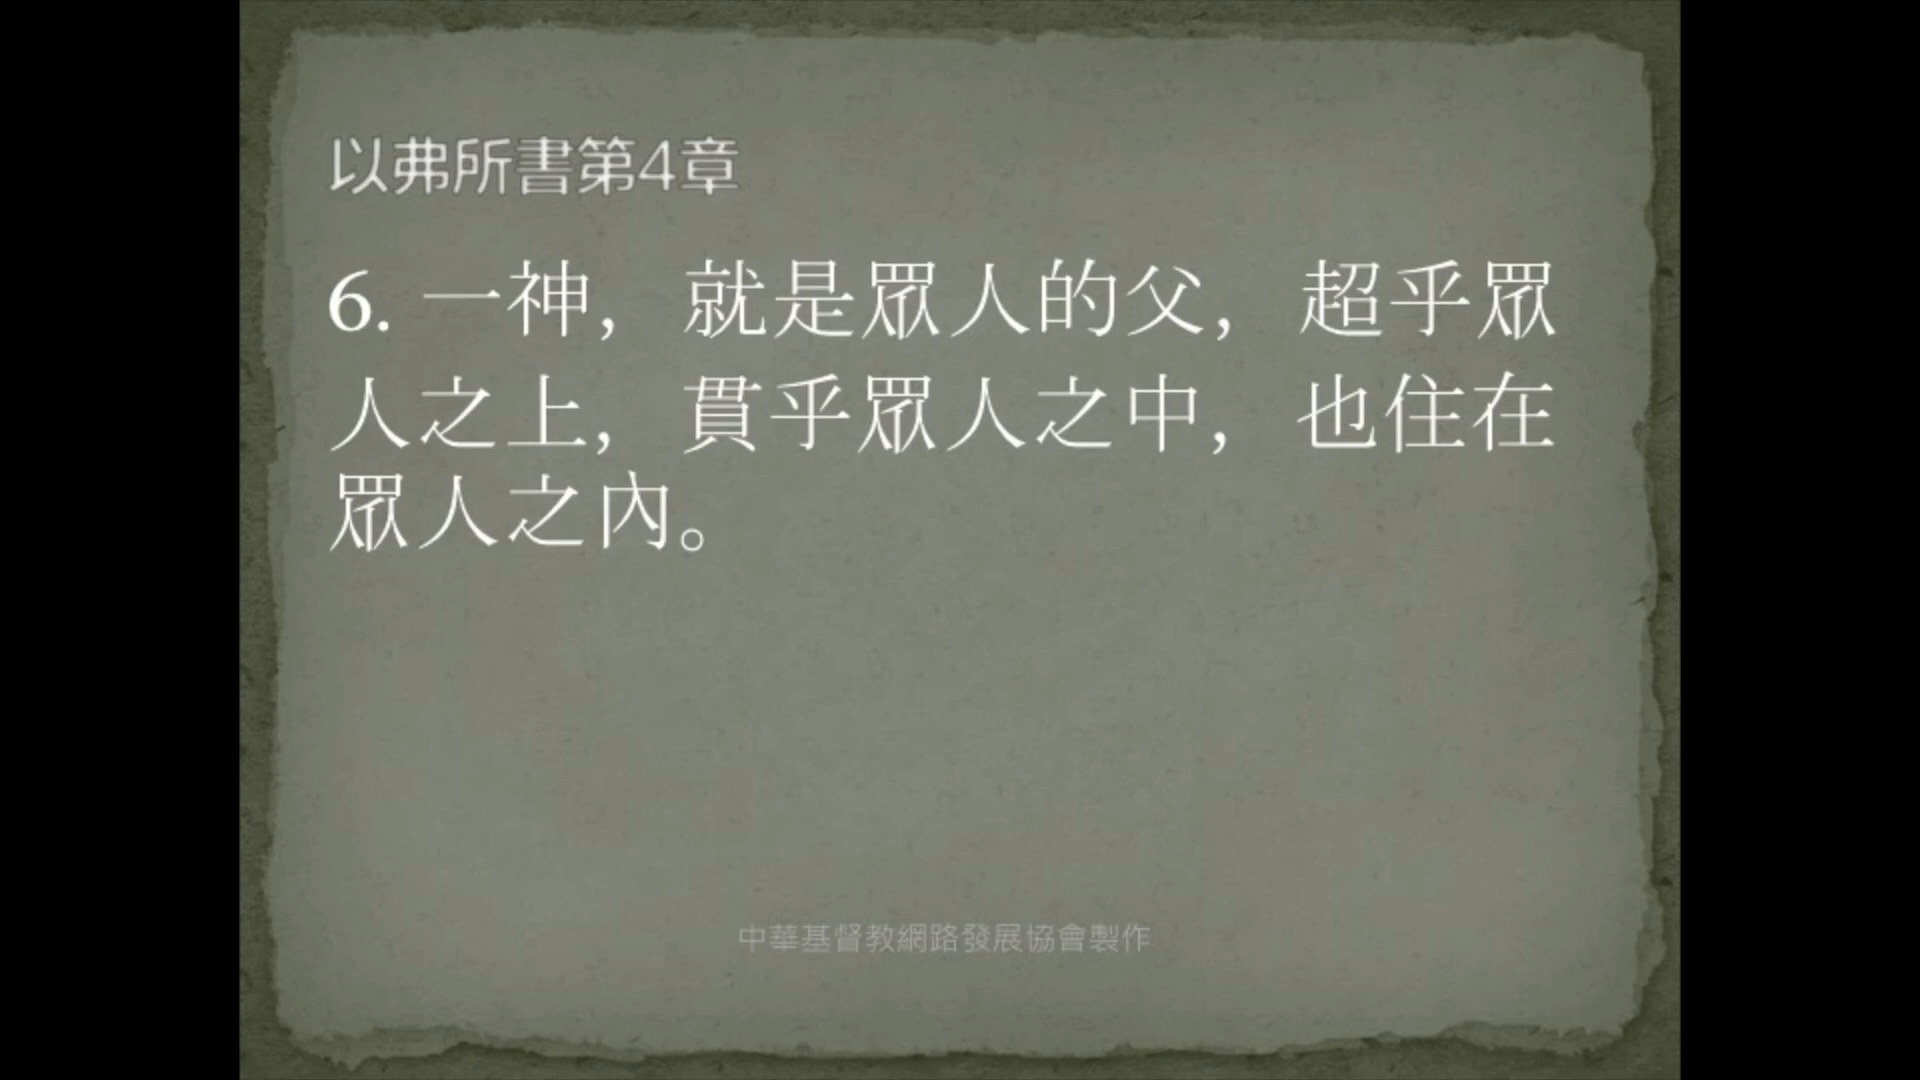 以弗所書第4章
6. 一神，就是眾人的父，超乎眾
人之上，貫乎眾人之中，也住在
眾人之內。
中華基督教網路發展協會製作